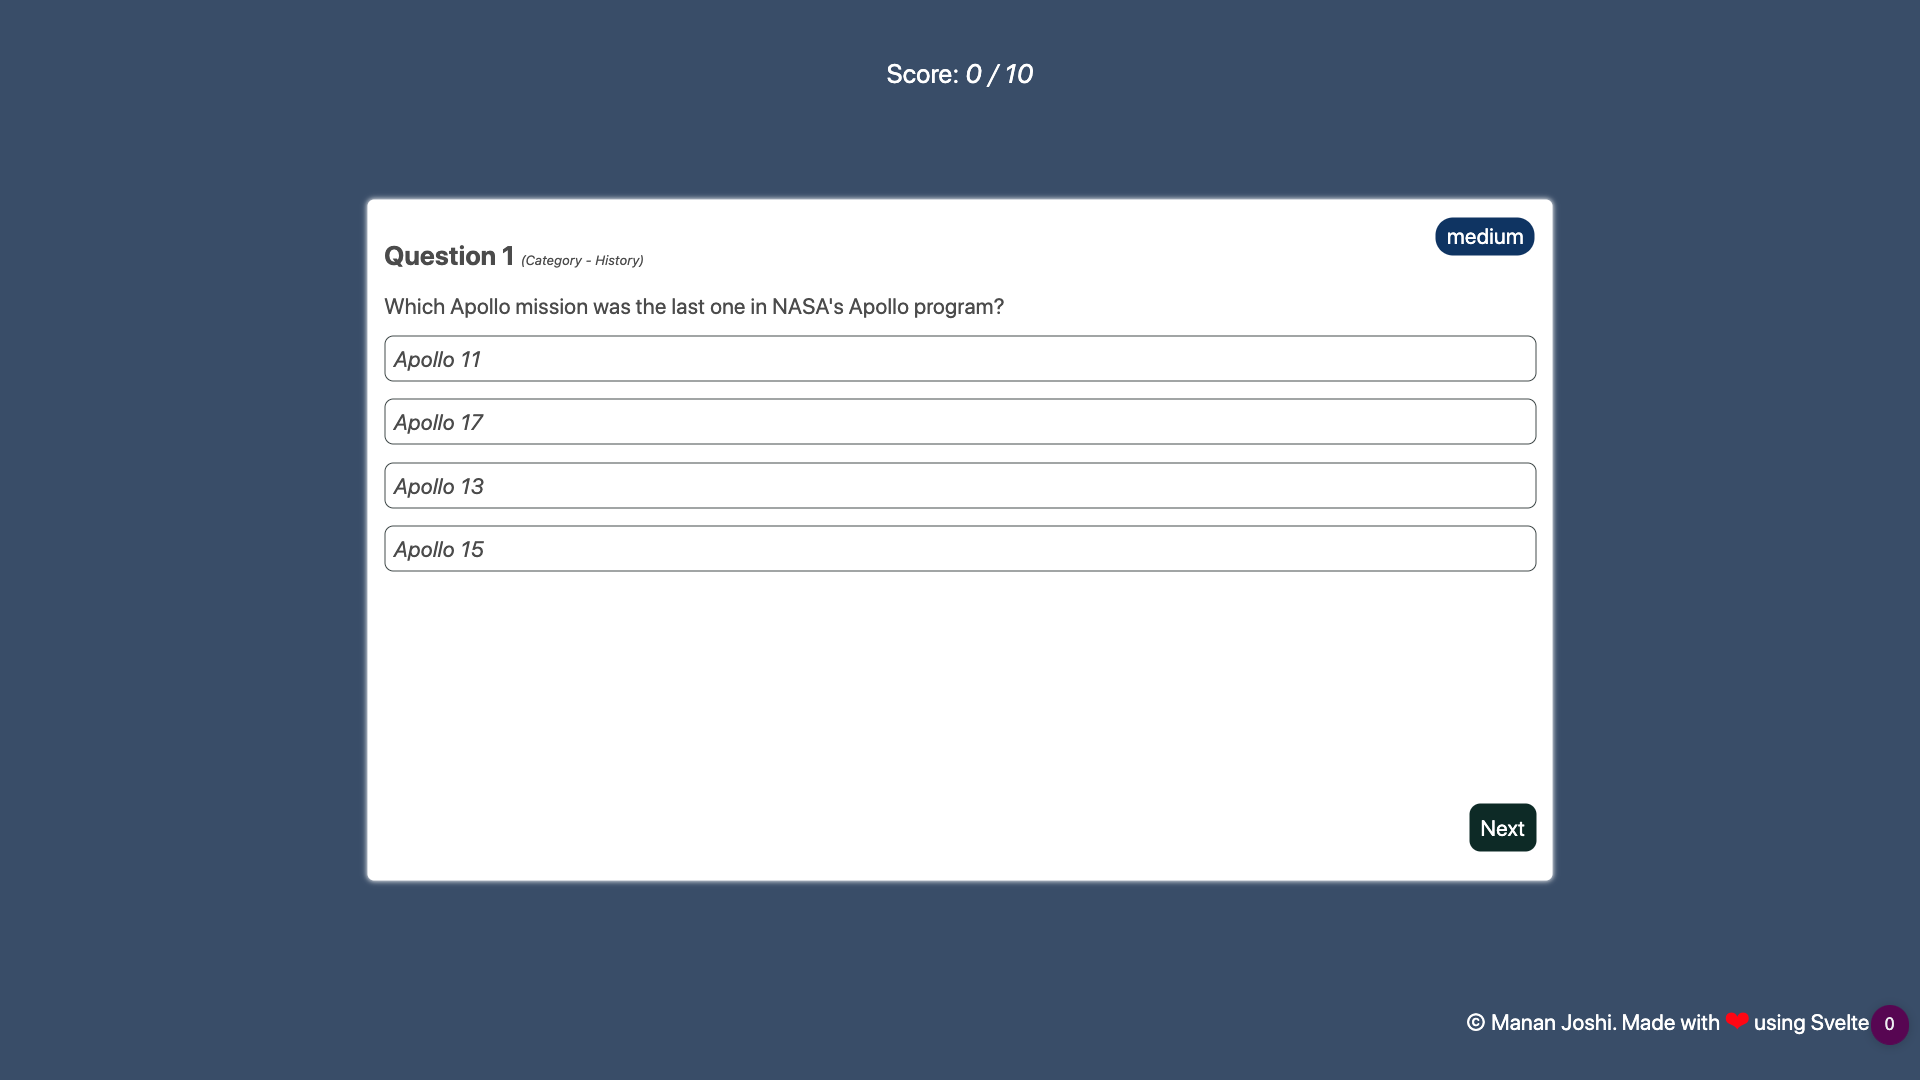 Score: 0 / 10
medium
Question 1 (Category - History)
Which Apollo mission was the last one in NASA's Apollo program?
Apollo 11
Apollo 17
Apollo 13
Apollo 15
Next
© Manan Joshi. Made with ❤ using Svelte
0